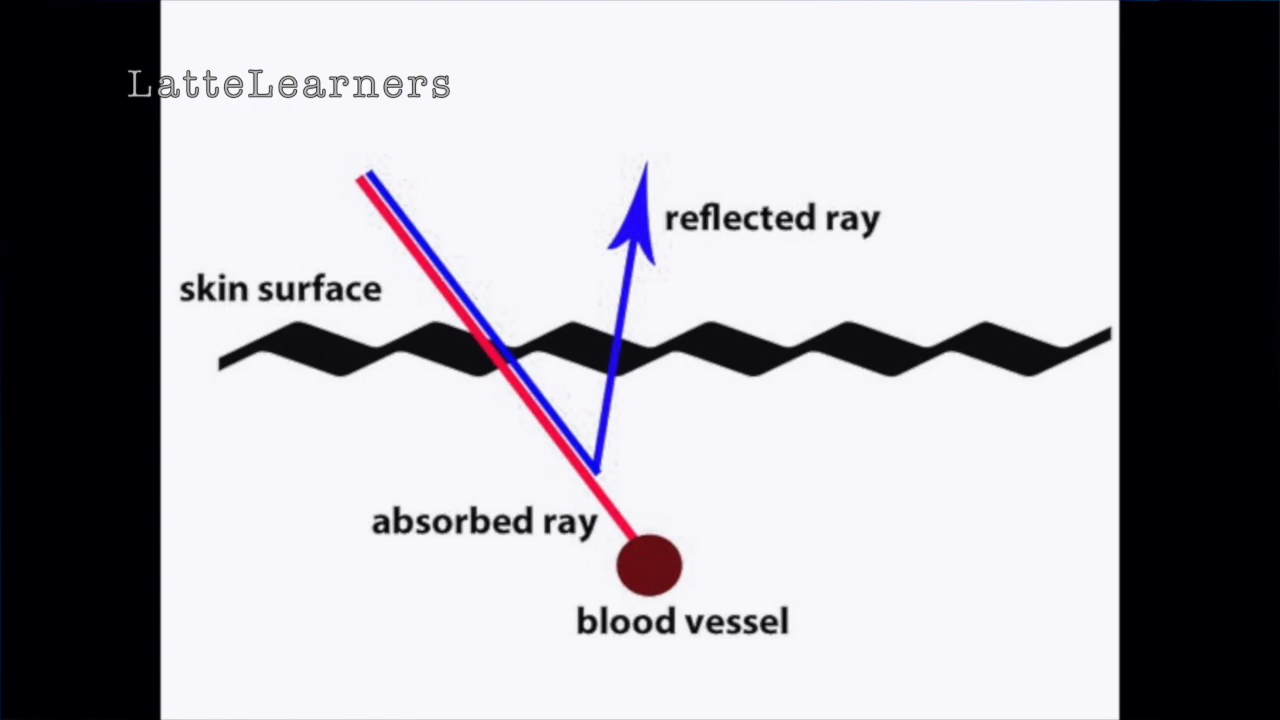 LatteLearners
reflected ray
skin surface
absorbed ray
blood vessel